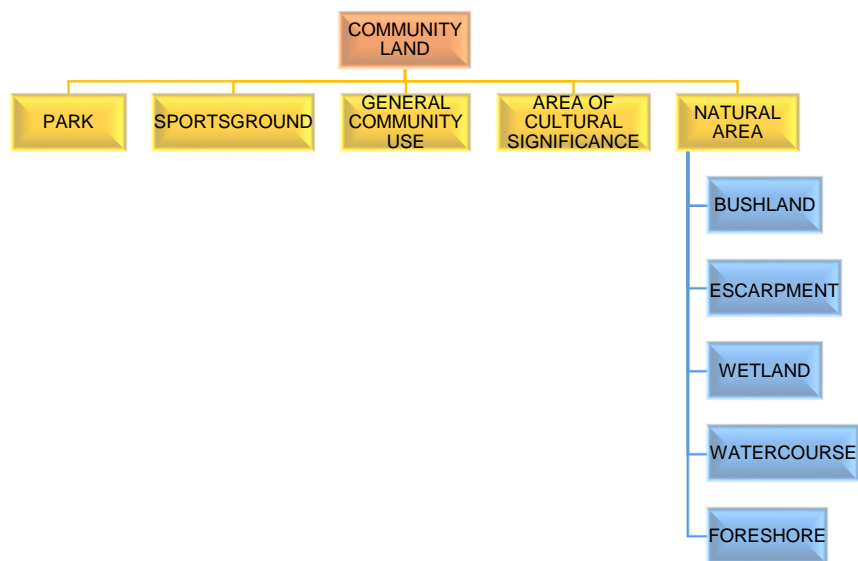 COMMUNITY
LAND
PARK
SPORTSGROUND
GENERAL
COMMUNITY
USE
AREA OF
CULTURAL
SIGNIFICANCE
NATURAL
AREA
BUSHLAND
ESCARPMENT
WETLAND
WATERCOURSE
FORESHORE